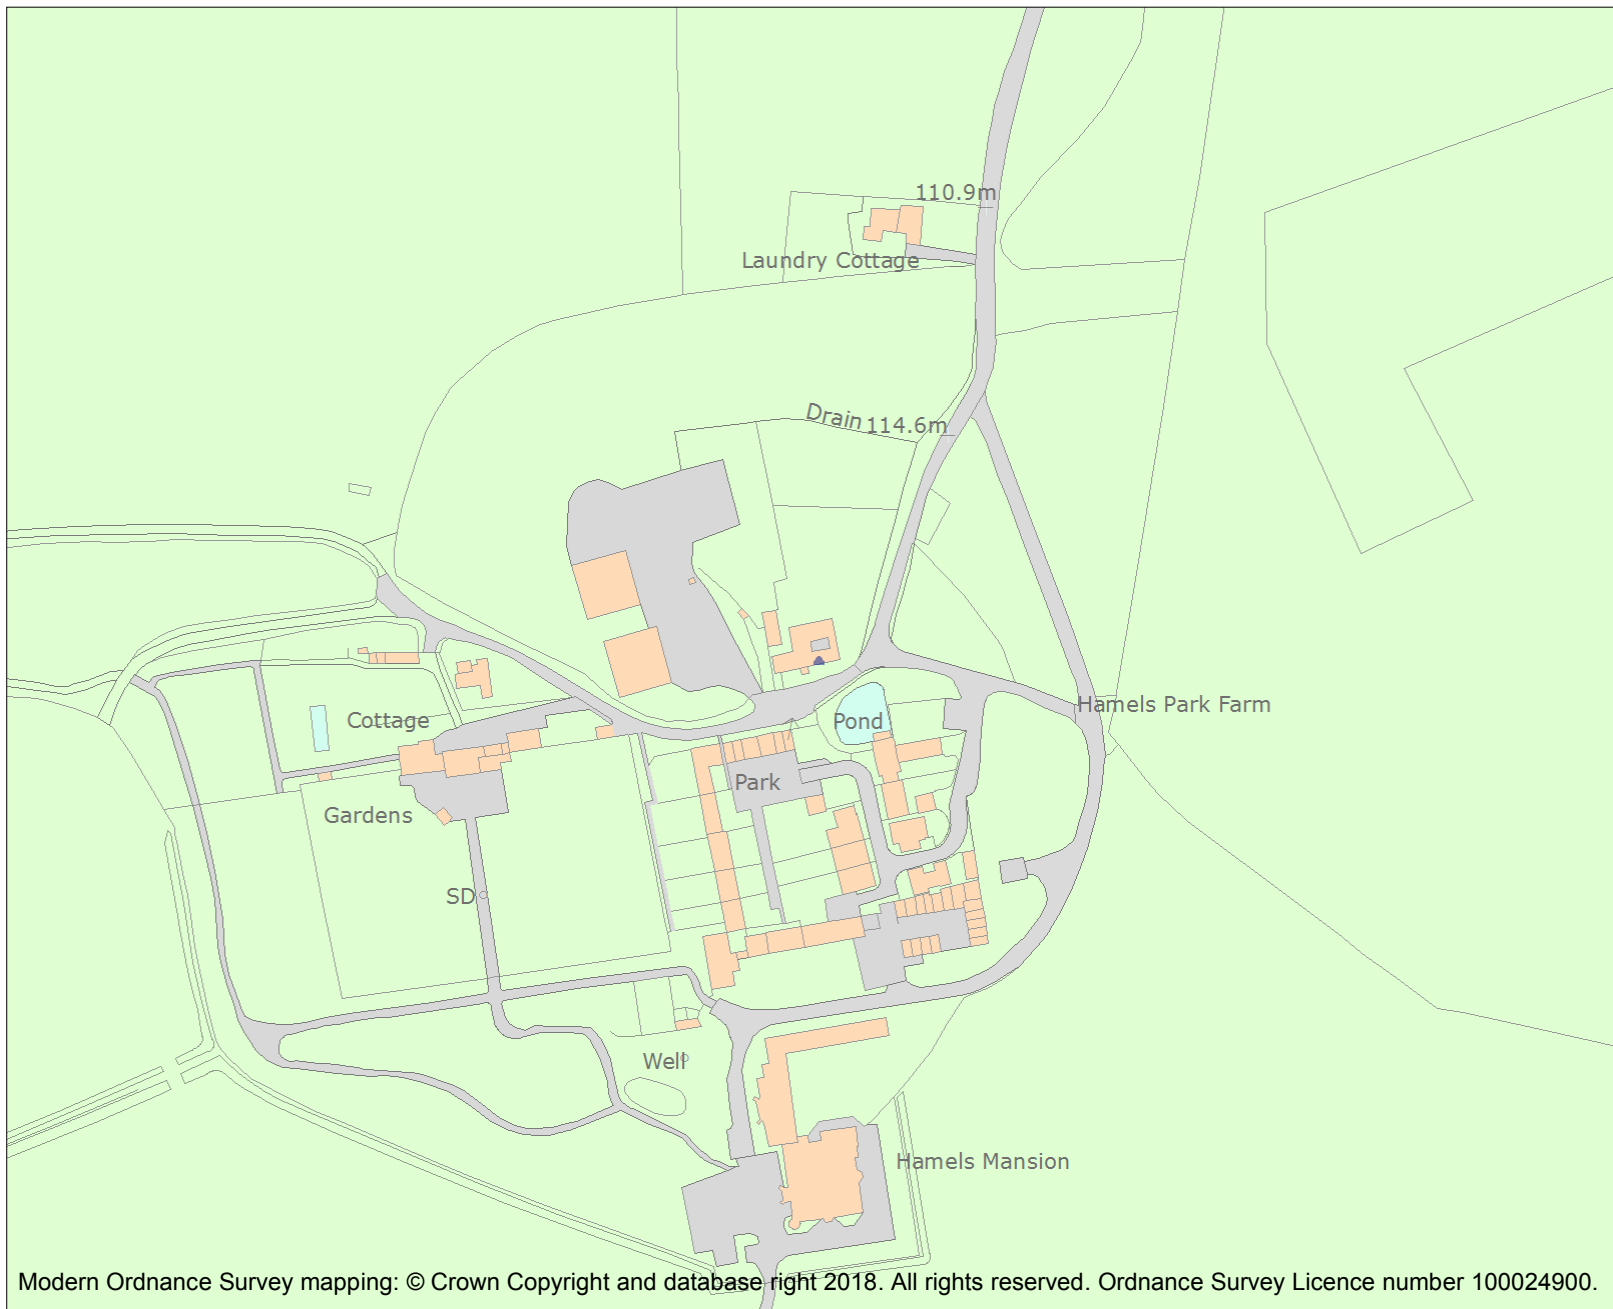 110.9m
Laundry Cottage
Drain
114.6m
Hamels Park Farm
Cottage
Pond
Park
Gardens
SD
Well
Hamels Mansion
Modern Ordnance Survey mapping: © Crown Copyright and database right 2018. All rights reserved. Ordnance Survey Licence number 100024900.